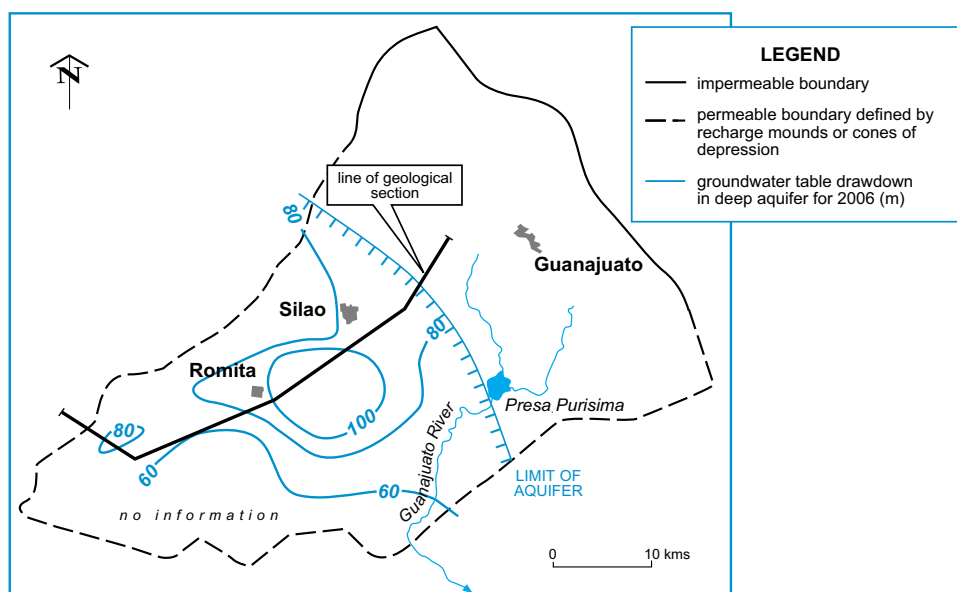 N
LEGEND
impermeable boundary
permeable boundary defined by
recharge mounds or cones of
depression
groundwater table drawdown
in deep aquifer for 2006 (m)
line of geological
section
80
Guanajuato
Silao
80
Romita
Presa Purisima
100
80
60
Guanajuato River
LIMIT OF
AQUIFER
60
no information
0 10 kms